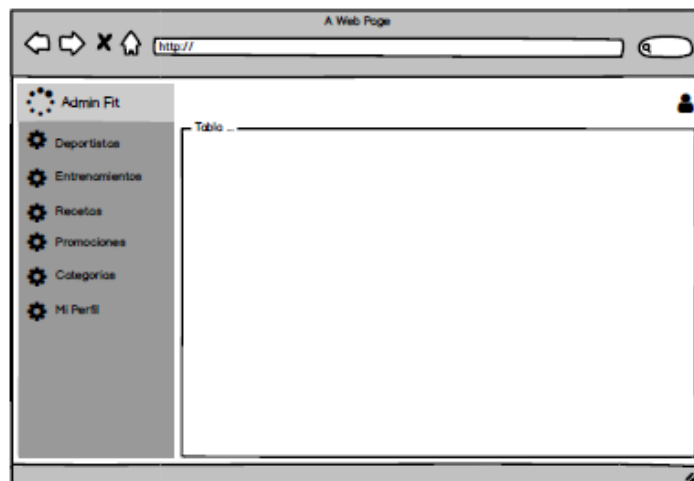 A Web Page
http://
Admin Fit
Tabla ...
Deportistas
Entrenamientos
Recetas
Promociones
Categorias
Mi Perfil